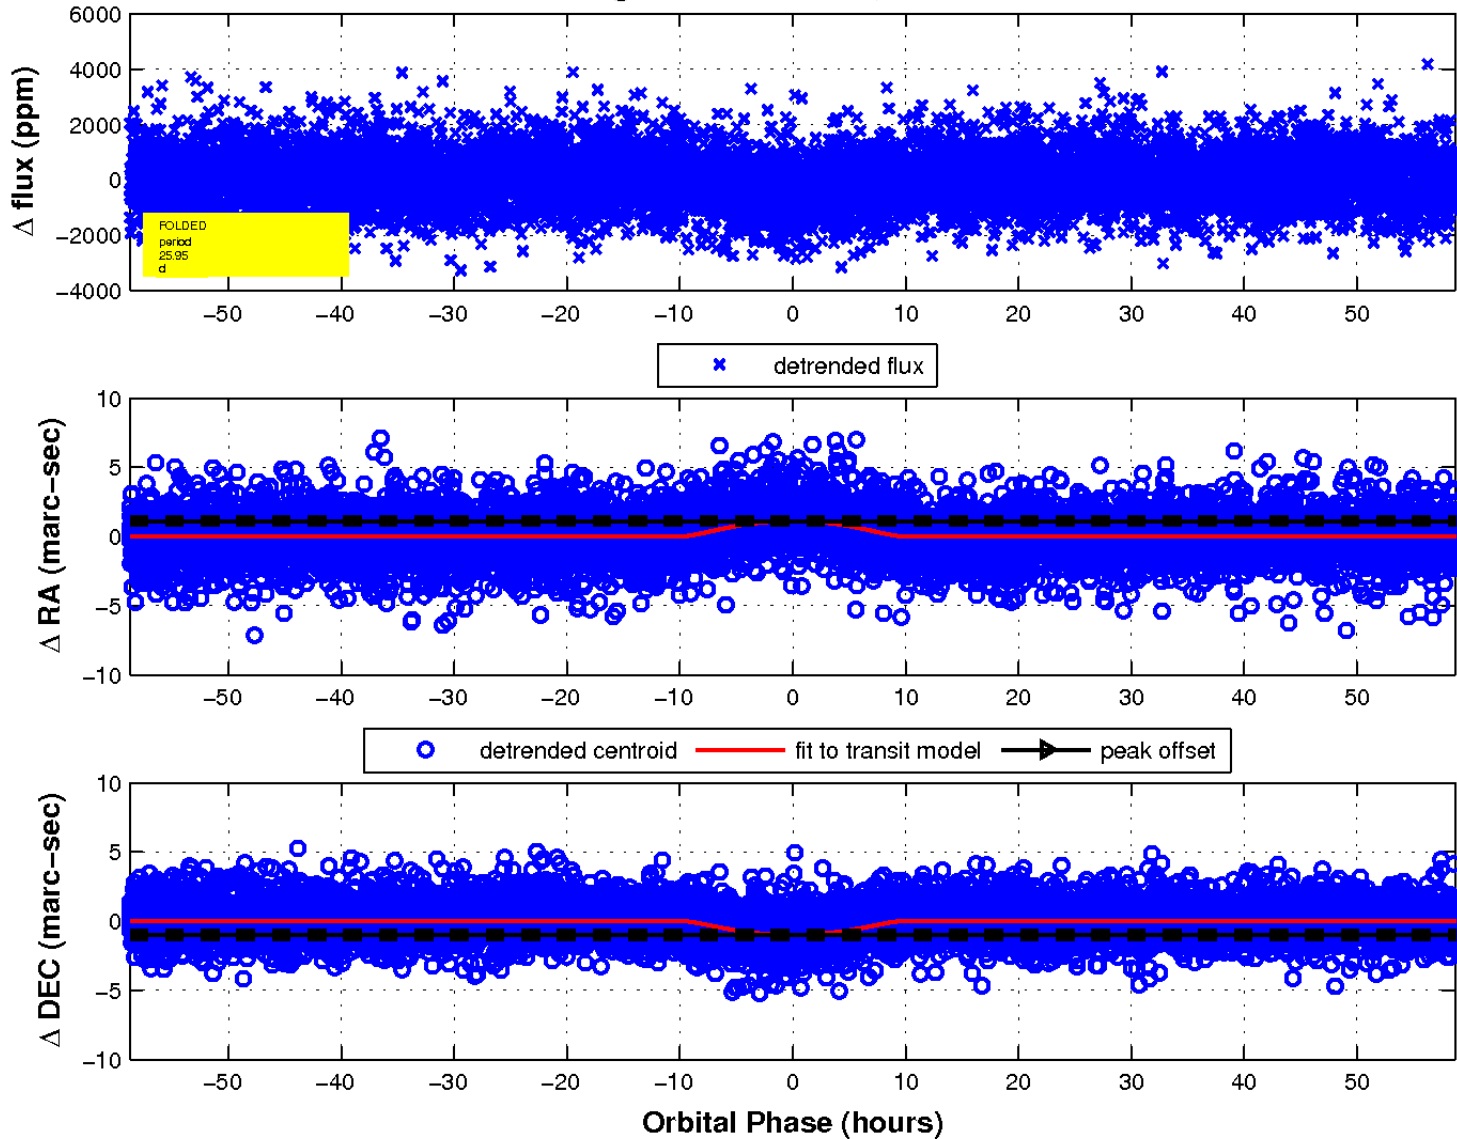 6000
4000
2000
0
−2000
−4000
Δ flux (ppm)
FOLDED
period
25.95
d
−50 −40 −30 −20 −10 0 10 20 30 40 50
detrended flux
10
5
0
−5
−10
Δ RA (marc−sec)
−50 −40 −30 −20 −10 0 10 20 30 40 50
detrended centroid fit to transit model peak offset
10
5
0
−5
−10
Δ DEC (marc−sec)
−50 −40 −30 −20 −10 0 10 20 30 40 50
Orbital Phase (hours)